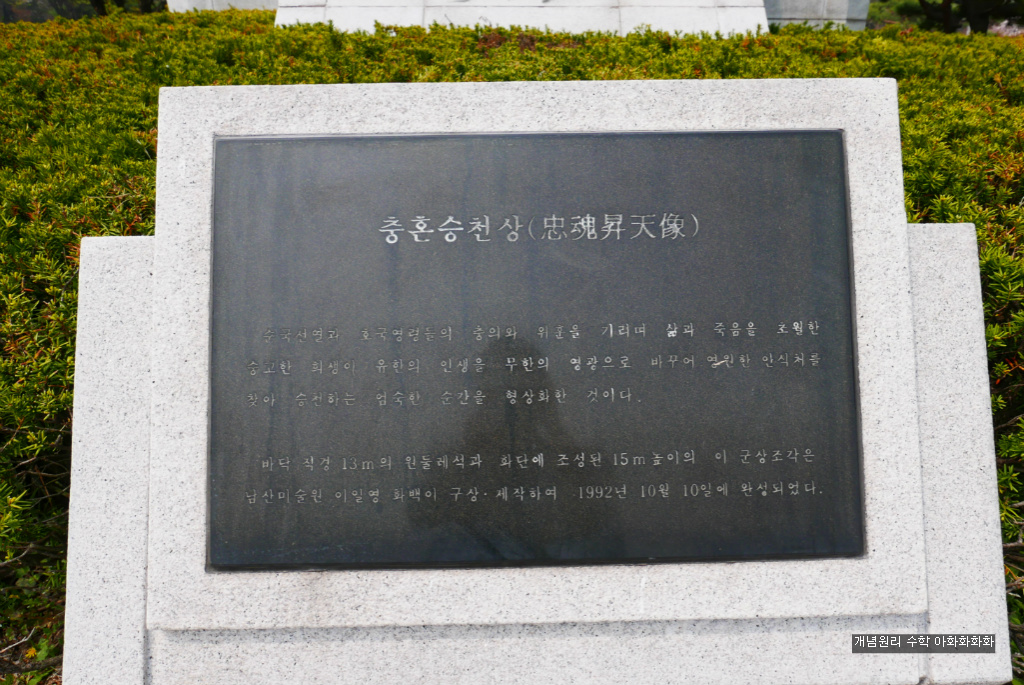 충혼승천상(忠魂昇天像)
순국선열과 호국영령들의 충의와 위훈을 기리며 삶과 죽음을 초월한
숭고한 희생이 유한의 인생을 무한의 영광으로 바꾸어 영원한 안식처를
찾아 승천하는 엄숙한 순간을 형상화한 것이다.
바닥 직경 13m의 원둘레석과 화단에 조성된 15m높이의 이 군상조각은
남산미술원 이일영 화백이 구상·제작하여 1992년 10월 10일에 완성되었다.
개념원리 수학 아화화화화